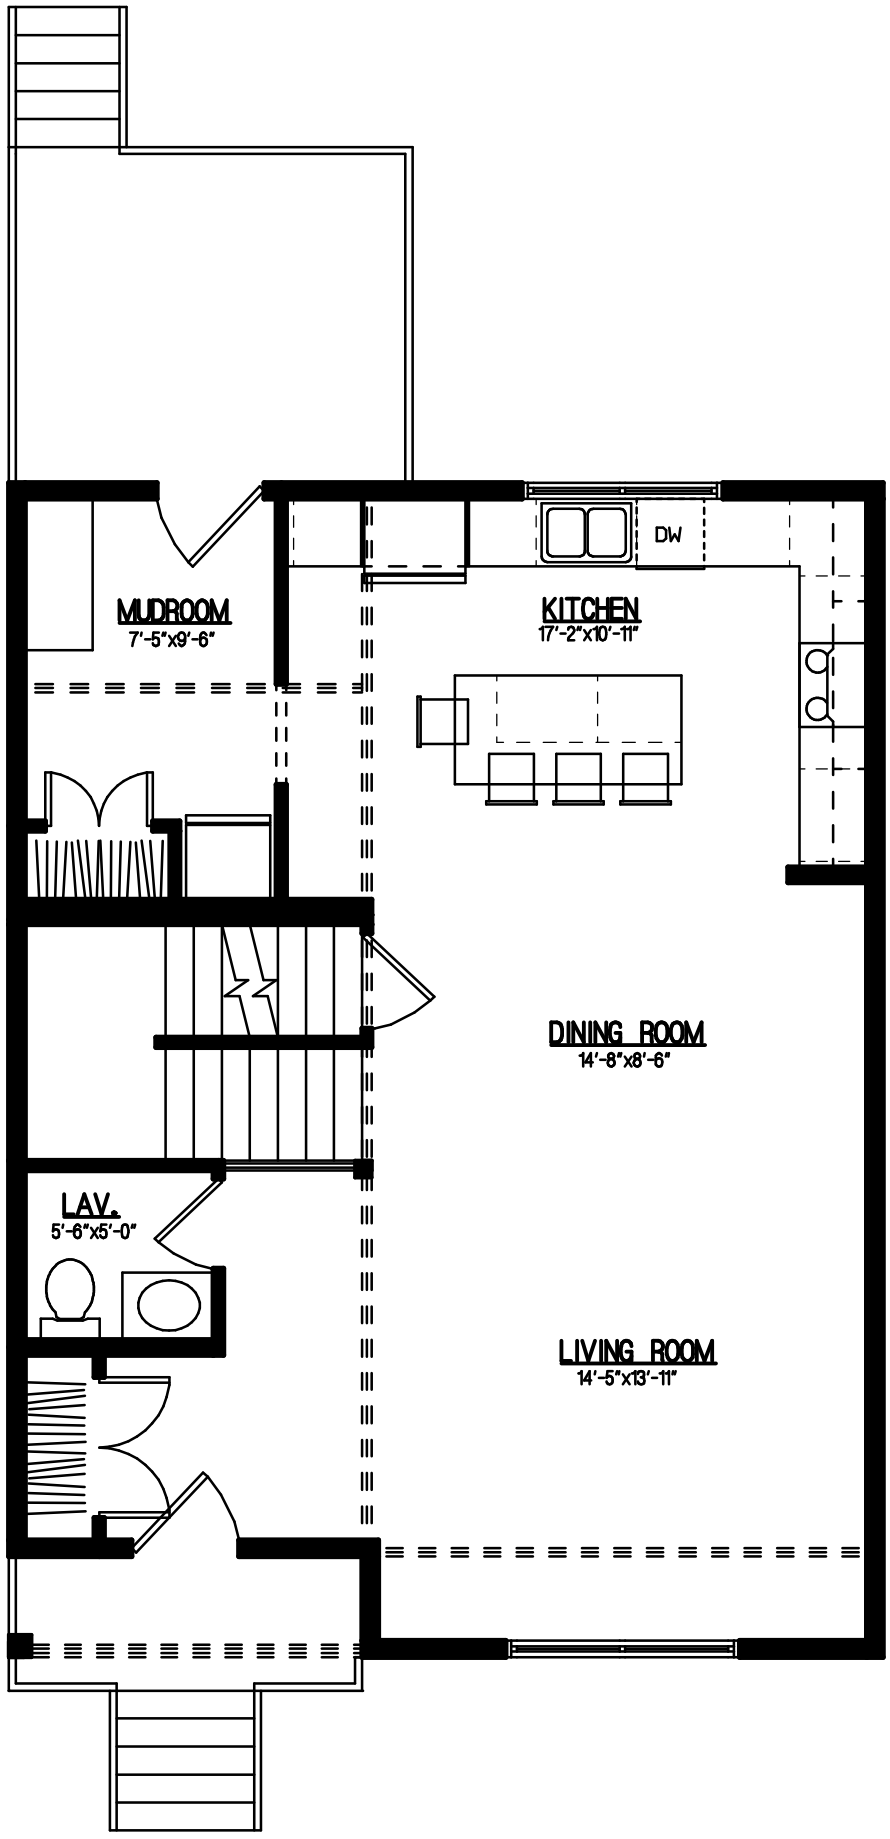 DW
MUDROOM
7'-5"x9'-6"
KITCHEN
17'-2"x10'-11"
DINING ROOM
14'-8"x8'-6"
LAV.
5'-6"x5'-0"
LIVING ROOM
14'-5"x13'-11"